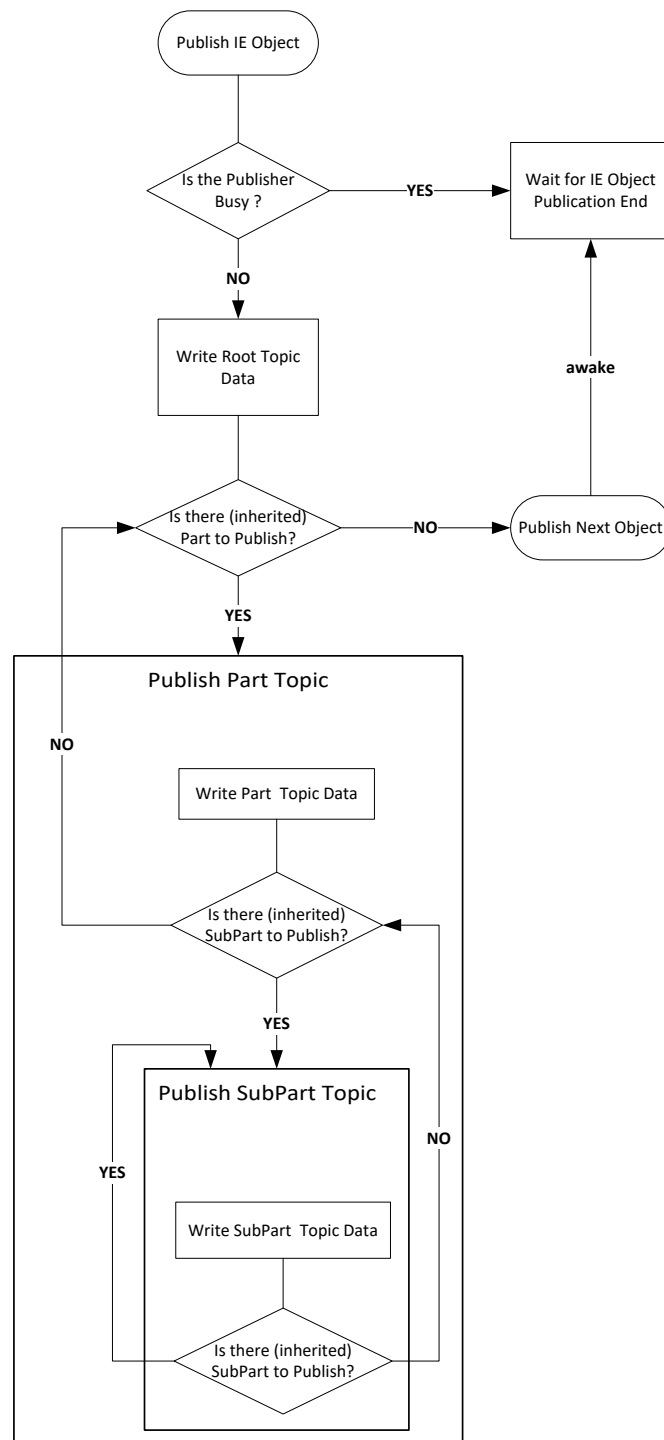 Publish IE Object
Is the Publisher
Busy ?
YES
Wait for IE Object
Publication End
NO
Write Root Topic
Data
awake
Is there (inherited)
Part to Publish?
NO
Publish Next Object
YES
Publish Part Topic
NO
Write Part  Topic Data
Is there (inherited)
SubPart to Publish?
YES
Publish SubPart Topic
NO
YES
Write SubPart  Topic Data
Is there (inherited)
SubPart to Publish?